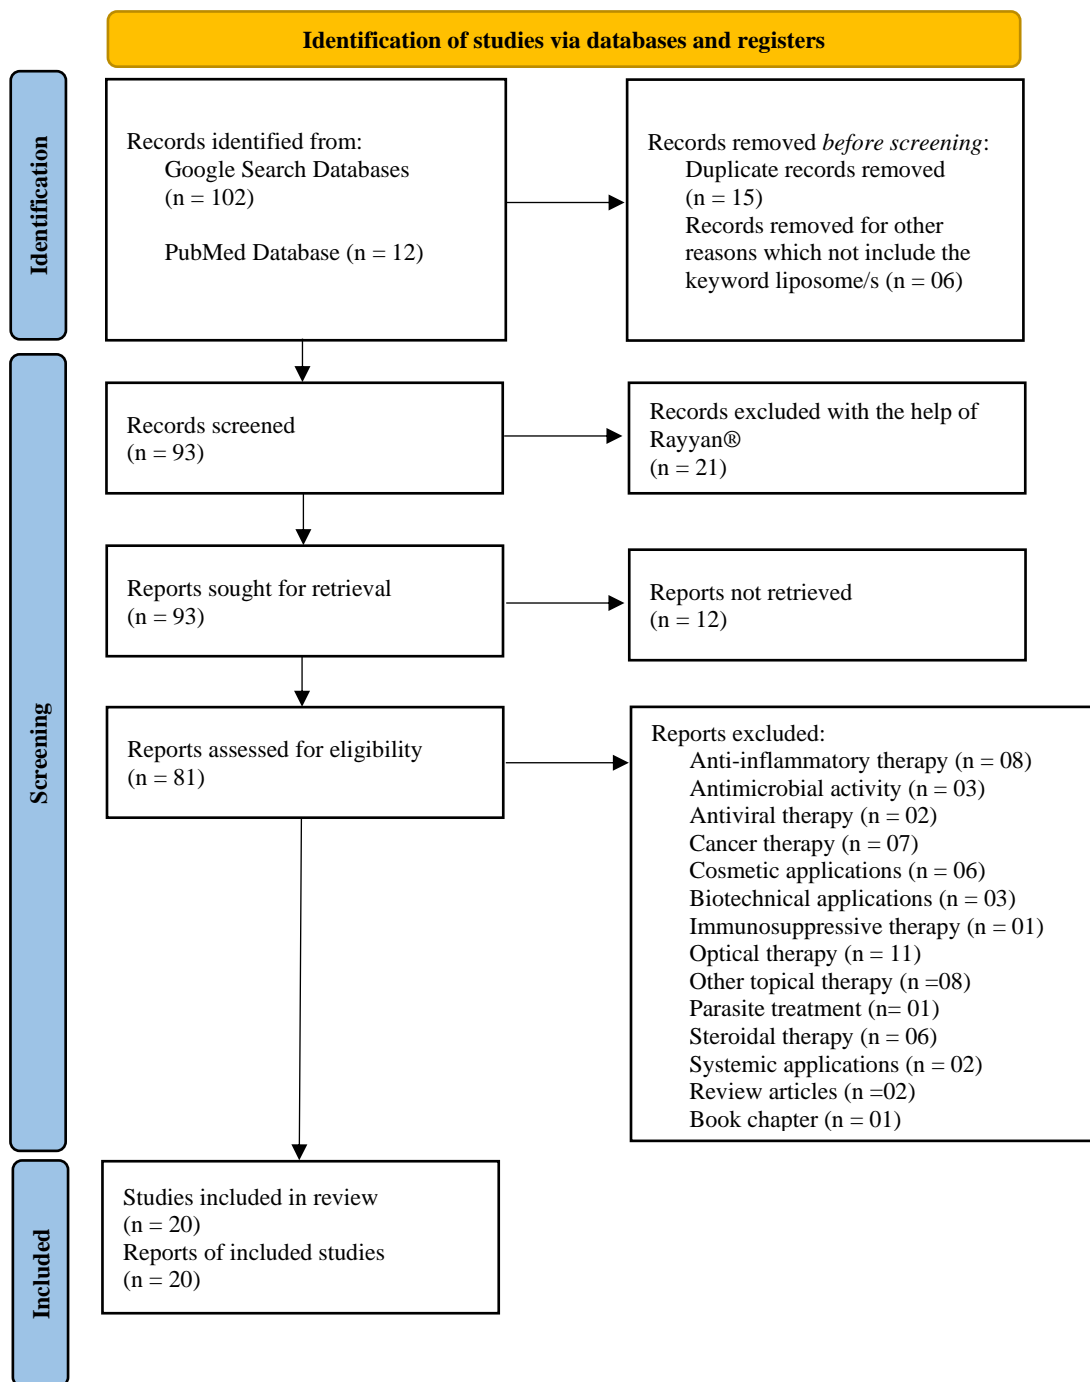 Identification of studies via databases and registers
Identification
Records identified from:
Google Search Databases
(n = 102)
PubMed Database (n = 12)
Records removed before screening:
Duplicate records removed
(n = 15)
Records removed for other
reasons which not include the
keyword liposome/s (n = 06)
Screening
Records screened
(n = 93)
Records excluded with the help of
Rayyan®
(n = 21)
Reports sought for retrieval
(n = 93)
Reports not retrieved
(n = 12)
Reports assessed for eligibility
(n = 81)
Reports excluded:
Anti-inflammatory therapy (n = 08)
Antimicrobial activity (n = 03)
Antiviral therapy (n = 02)
Cancer therapy (n = 07)
Cosmetic applications (n = 06)
Biotechnical applications (n = 03)
Immunosuppressive therapy (n = 01)
Optical therapy (n = 11)
Other topical therapy (n =08)
Parasite treatment (n= 01)
Steroidal therapy (n = 06)
Systemic applications (n = 02)
Review articles (n =02)
Book chapter (n = 01)
Included
Studies included in review
(n = 20)
Reports of included studies
(n = 20)